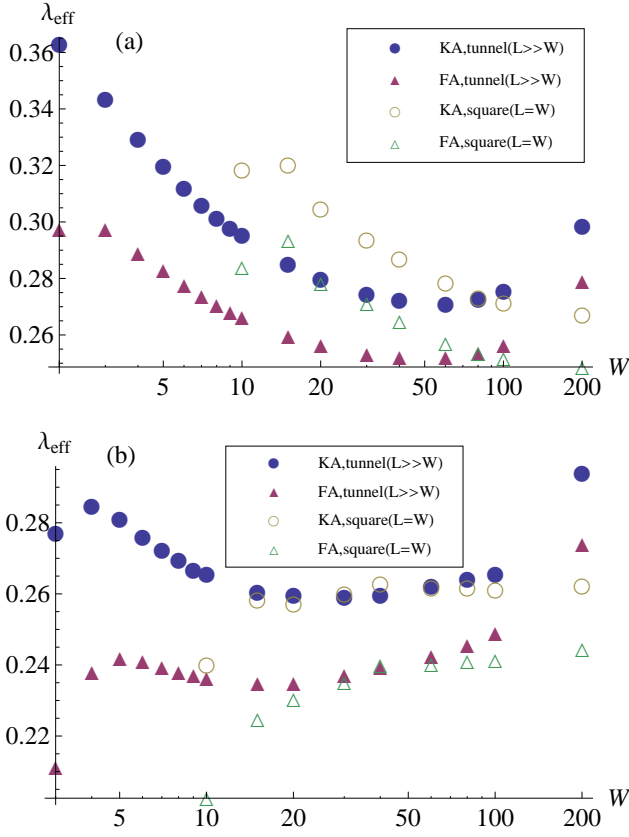 λeff
(a)
KA,tunnel(L>>W)
FA,tunnel(L>>W)
KA,square(L=W)
FA,square(L=W)
0.36
0.34
0.32
0.30
0.28
0.26
5 10 20 50 100 200 W
λeff
(b)
KA,tunnel(L>>W)
FA,tunnel(L>>W)
KA,square(L=W)
FA,square(L=W)
0.28
0.26
0.24
0.22
5 10 20 50 100 200 W